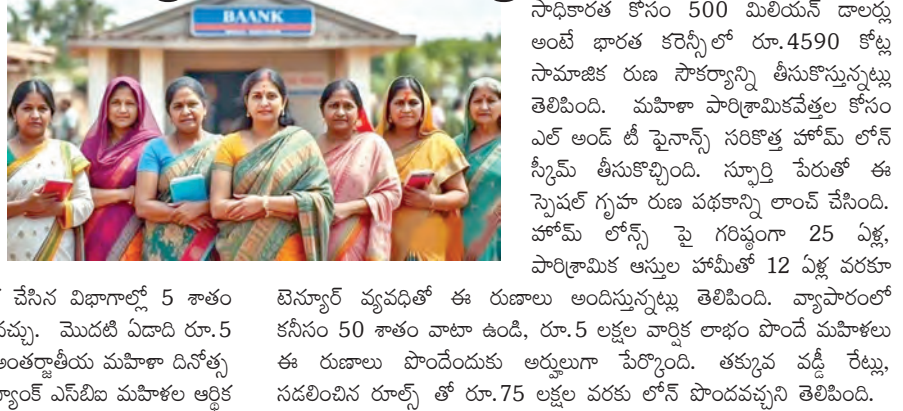 BAANK
చేసిన విభాగాల్లో 5 శాతం
వచ్చు. మొదటి ఏడాది రూ.5
అంతర్జాతీయ మహిళా దినోత్స
ఎస్‌బిఐ మహిళల ఆర్థిక
సాధికారత కోసం 500 మిలియన్ డాలర్లు
అంటే భారత కరెన్సీలో రూ.4590 కోట్ల
సామాజిక రుణ సౌకర్యాన్ని తీసుకొస్తున్నట్లు
తెలిపింది. మహిళా పారిశ్రామికవేత్తల కోసం
ఎల్ అండ్ టీ ఫైనాన్స్ సరికొత్త హోమ్ లోన్
స్కీమ్ తీసుకొచ్చింది. స్ఫూర్తి పేరుతో ఈ
స్పెషల్ గృహ రుణ పథకాన్ని లాంచ్ చేసింది.
హోమ్ లోన్స్ పై గరిష్ఠంగా 25 ఏళ్ల,
పారిశ్రామిక ఆస్తుల హామీతో 12 ఏళ్ల వరకూ
టెన్యూర్ వ్యవధితో ఈ రుణాలు అందిస్తున్నట్లు తెలిపింది. వ్యాపారంలో
కనీసం 50 శాతం వాటా ఉండి, రూ.5 లక్షల వార్షిక లాభం పొందే మహిళలు
ఈ రుణాలు పొందేందుకు అర్హులుగా పేర్కొంది. తక్కువ వడ్డీ రేట్లు,
సడలించిన రూల్స్ తో రూ.75 లక్షల వరకు లోన్ పొందవచ్చని తెలిపింది.